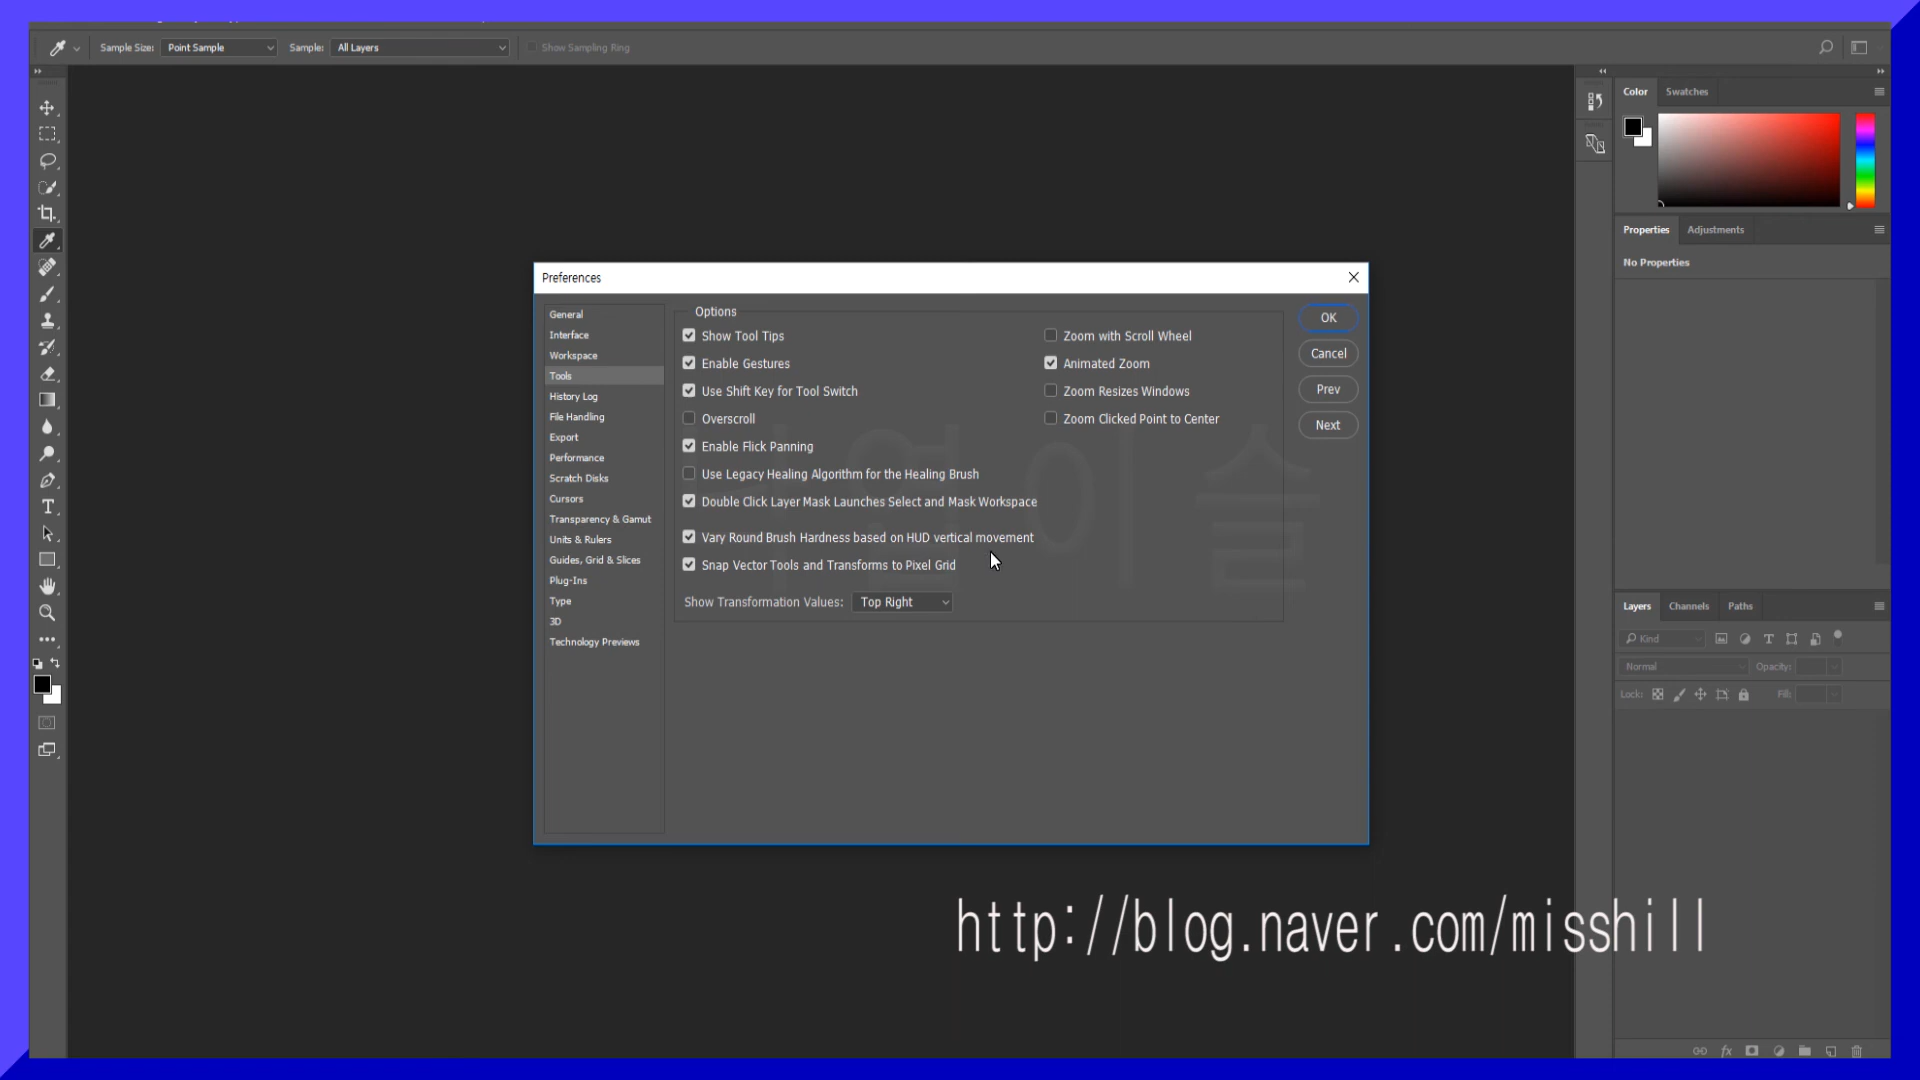 Sample Size: Point Sample Sample: All Layers Show Sampling Ring
Color Swatches
Properties Adjustments
No Properties
Preferences
General
Interface
Workspace
Tools
History Log
File Handling
Export
Performance
Scratch Disks
Cursors
Transparency & Gamut
Units & Rulers
Guides, Grid & Slices
Plug-Ins
Type
3D
Technology Previews
Options
Show Tool Tips
Enable Gestures
Use Shift Key for Tool Switch
Overscroll
Enable Flick Panning
Use Legacy Healing Algorithm for the Healing Brush
Double Click Layer Mask Launches Select and Mask Workspace
Vary Round Brush Hardness based on HUD vertical movement
Snap Vector Tools and Transforms to Pixel Grid
Show Transformation Values: Top Right
Zoom with Scroll Wheel
Animated Zoom
Zoom Resizes Windows
Zoom Clicked Point to Center
OK
Cancel
Prev
Next
Layers Channels Paths
Kind
Normal Opacity:
Lock: Fill:
http://blog.naver.com/misshill